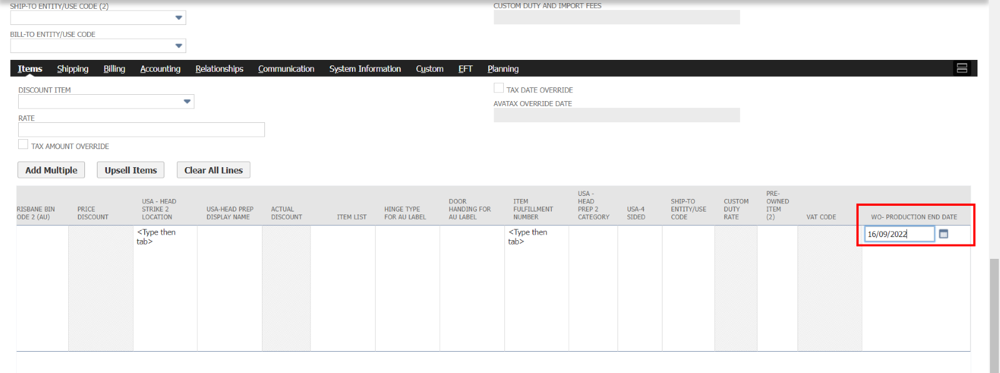 SHIP-TO ENTITY/USE CODE (2)
CUSTOM DUTY AND IMPORT FEES
BILL-TO ENTITY/USE CODE
Items Shipping Billing Accounting Relationships Communication System Information Custom EFT Planning
DISCOUNT ITEM
TAX DATE OVERRIDE
AVATAX OVERRIDE DATE
RATE
TAX AMOUNT OVERRIDE
Add Multiple Upsell Items Clear All Lines
RISBANE BIN
ODE 2 (AU)
PRICE
DISCOUNT
USA - HEAD
STRIKE 2
LOCATION
USA-HEAD PREP
DISPLAY NAME
ACTUAL
DISCOUNT
ITEM LIST
HINGE TYPE
FOR AU LABEL
DOOR
HANDING FOR
AU LABEL
ITEM
FULFILLMENT
NUMBER
USA -
HEAD
PREP 2
CATEGORY
USA-4
SIDED
SHIP-TO
ENTITY/USE
CODE
CUSTOM
DUTY
RATE
PRE-
OWNED
ITEM
(2)
VAT CODE
WO- PRODUCTION END DATE
<Type then
tab>
<Type then
tab>
16/09/2022